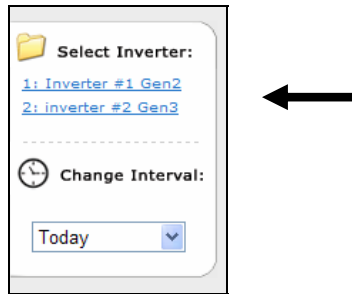 Select Inverter:
1: Inverter #1 Gen2
2: inverter #2 Gen3
Change Interval:
Today